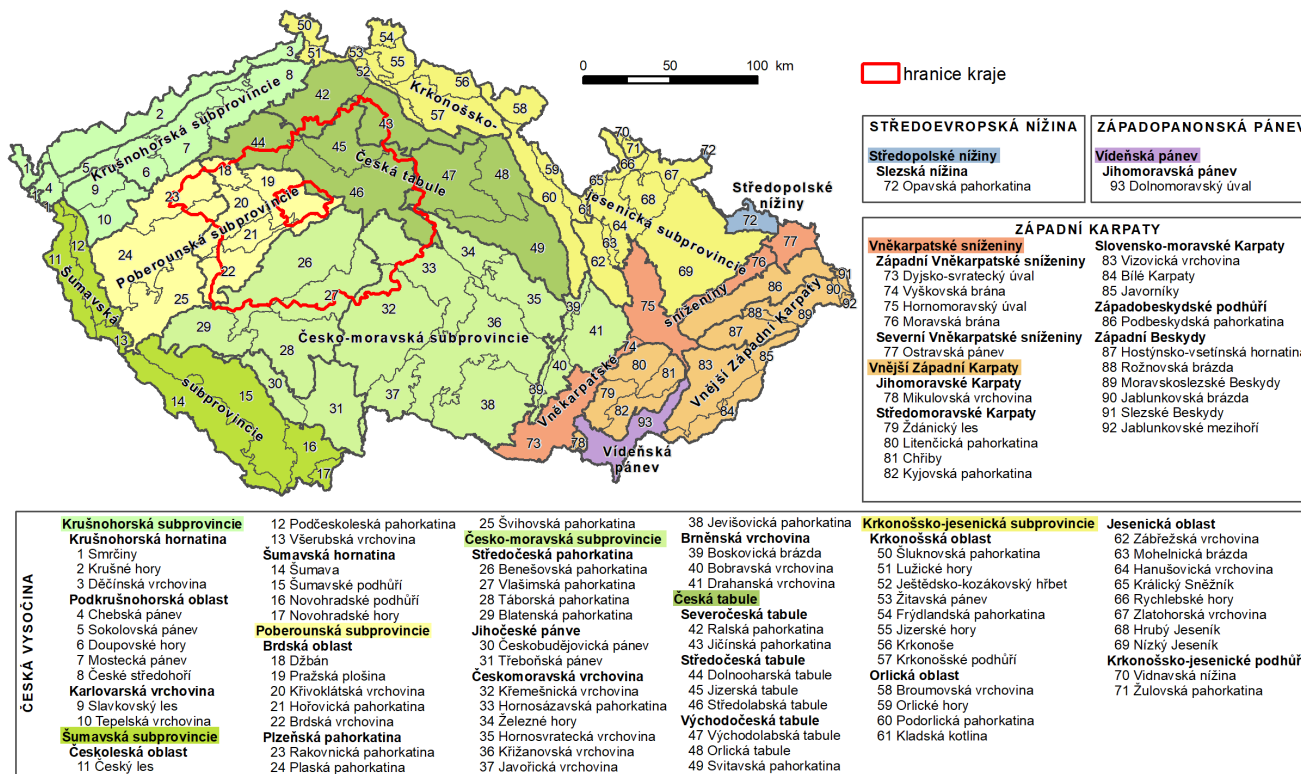 0 50 100 km
hranice kraje
Krušnohorská subprovincie
Krkonošsko-
jesenická subprovincie
Česká tabule
Poberounská subprovincie
Šumavská
subprovincie
Česko-moravská subprovincie
Středopolské
nížiny
Vněkarpatské
sníženiny
Vnější Západní Karpaty
Vídeňská
pánev
STŘEDOEVROPSKÁ NÍŽINA
Středopolské nížiny
Slezská nížina
72 Opavská pahorkatina
ZÁPADOPANONSKÁ PÁNEV
Vídeňská pánev
Jihomoravská pánev
93 Dolnomoravský úval
ZÁPADNÍ KARPATY
Vněkarpatské sníženiny
Západní Vněkarpatské sníženiny
73 Dyjsko-svratecký úval
74 Vyškovská brána
75 Hornomoravský úval
76 Moravská brána
Severní Vněkarpatské sníženiny
77 Ostravská pánev
Vnější Západní Karpaty
Jihomoravské Karpaty
78 Mikulovská vrchovina
Středomoravské Karpaty
79 Ždánický les
80 Litenčická pahorkatina
81 Chřiby
82 Kyjovská pahorkatina
Slovensko-moravské Karpaty
83 Vizovická vrchovina
84 Bílé Karpaty
85 Javorníky
Západobeskydské podhůří
86 Podbeskydská pahorkatina
Západní Beskydy
87 Hostýnsko-vsetínská hornatina
88 Rožnovská brázda
89 Moravskoslezské Beskydy
90 Jablunkovská brázda
91 Slezské Beskydy
92 Jablunkovské mezihoří
ČESKÁ VYSOČINA
Krušnohorská subprovincie
Krušnohorská hornatina
1 Smrčiny
2 Krušné hory
3 Děčínská vrchovina
Podkrušnohorská oblast
4 Chebská pánev
5 Sokolovská pánev
6 Doupovské hory
7 Mostecká pánev
8 České středohoří
Karlovarská vrchovina
9 Slavkovský les
10 Tepelská vrchovina
Šumavská subprovincie
Českoleská oblast
11 Český les
12 Podčeskoleská pahorkatina
13 Všerubská vrchovina
Šumavská hornatina
14 Šumava
15 Šumavské podhůří
16 Novohradské podhůří
17 Novohradské hory
Poberounská subprovincie
Brdská oblast
18 Džbán
19 Pražská plošina
20 Křivoklátská vrchovina
21 Hořovická pahorkatina
22 Brdská vrchovina
Plzeňská pahorkatina
23 Rakovnická pahorkatina
24 Plaská pahorkatina
25 Švihovská pahorkatina
Česko-moravská subprovincie
Středočeská pahorkatina
26 Benešovská pahorkatina
27 Vlašimská pahorkatina
28 Táborská pahorkatina
29 Blatenská pahorkatina
Jihočeské pánve
30 Českobudějovická pánev
31 Třeboňská pánev
Českomoravská vrchovina
32 Křemešnická vrchovina
33 Hornosázavská pahorkatina
34 Železné hory
35 Hornosvratecká vrchovina
36 Křižanovská vrchovina
37 Javořická vrchovina
38 Jevišovická pahorkatina
Brněnská vrchovina
39 Boskovická brázda
40 Bobravská vrchovina
41 Drahanská vrchovina
Česká tabule
Severočeská tabule
42 Ralská pahorkatina
43 Jičínská pahorkatina
Středočeská tabule
44 Dolnooharská tabule
45 Jizerská tabule
46 Středolabská tabule
Východočeská tabule
47 Východolabská tabule
48 Orlická tabule
49 Svitavská pahorkatina
Krkonošsko-jesenická subprovincie
Krkonošská oblast
50 Šluknovská pahorkatina
51 Lužické hory
52 Ještědsko-kozákovský hřbet
53 Žitavská pánev
54 Frýdlantská pahorkatina
55 Jizerské hory
56 Krkonoše
57 Krkonošské podhůří
Orlická oblast
58 Broumovská vrchovina
59 Orlické hory
60 Podorlická pahorkatina
61 Kladská kotlina
Jesenická oblast
62 Zábřežská vrchovina
63 Mohelnická brázda
64 Hanušovická vrchovina
65 Králický Sněžník
66 Rychlebské hory
67 Zlatohorská vrchovina
68 Hrubý Jeseník
69 Nízký Jeseník
Krkonošsko-jesenické podhůří
70 Vidnavská nížina
71 Žulovská pahorkatina